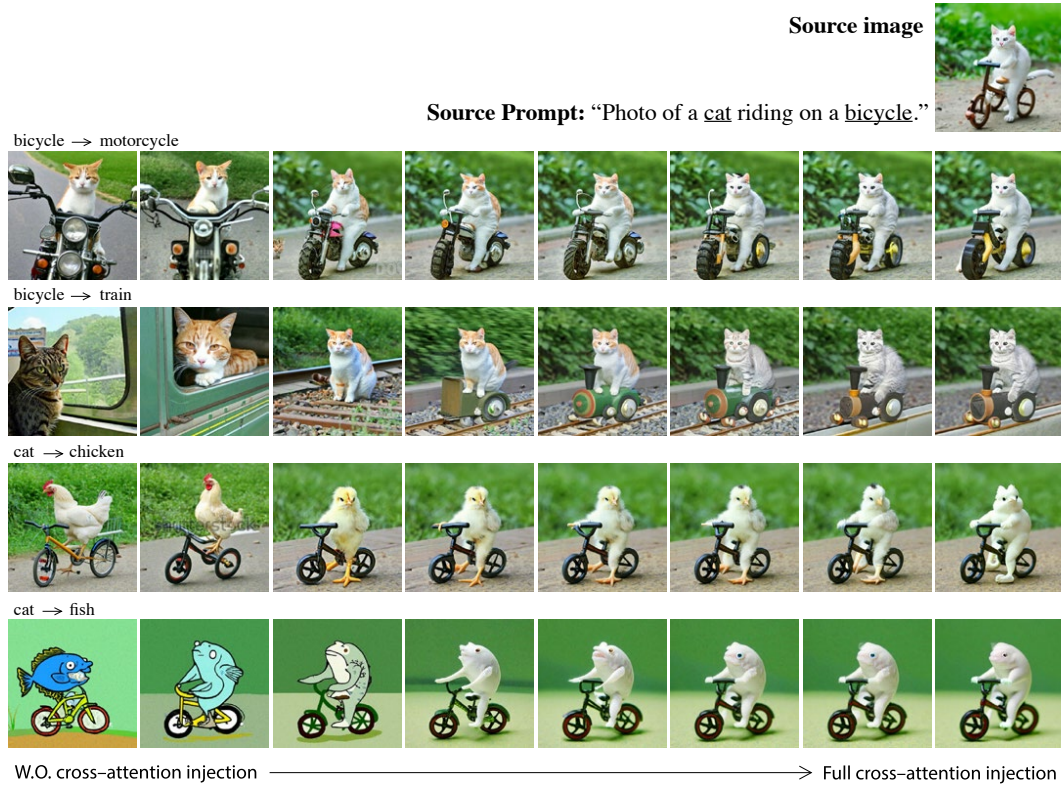 Source image
Source Prompt: “Photo of a cat riding on a bicycle.”
bicycle → motorcycle
bicycle → train
cat → chicken
cat → fish
W.O. cross–attention injection → Full cross–attention injection